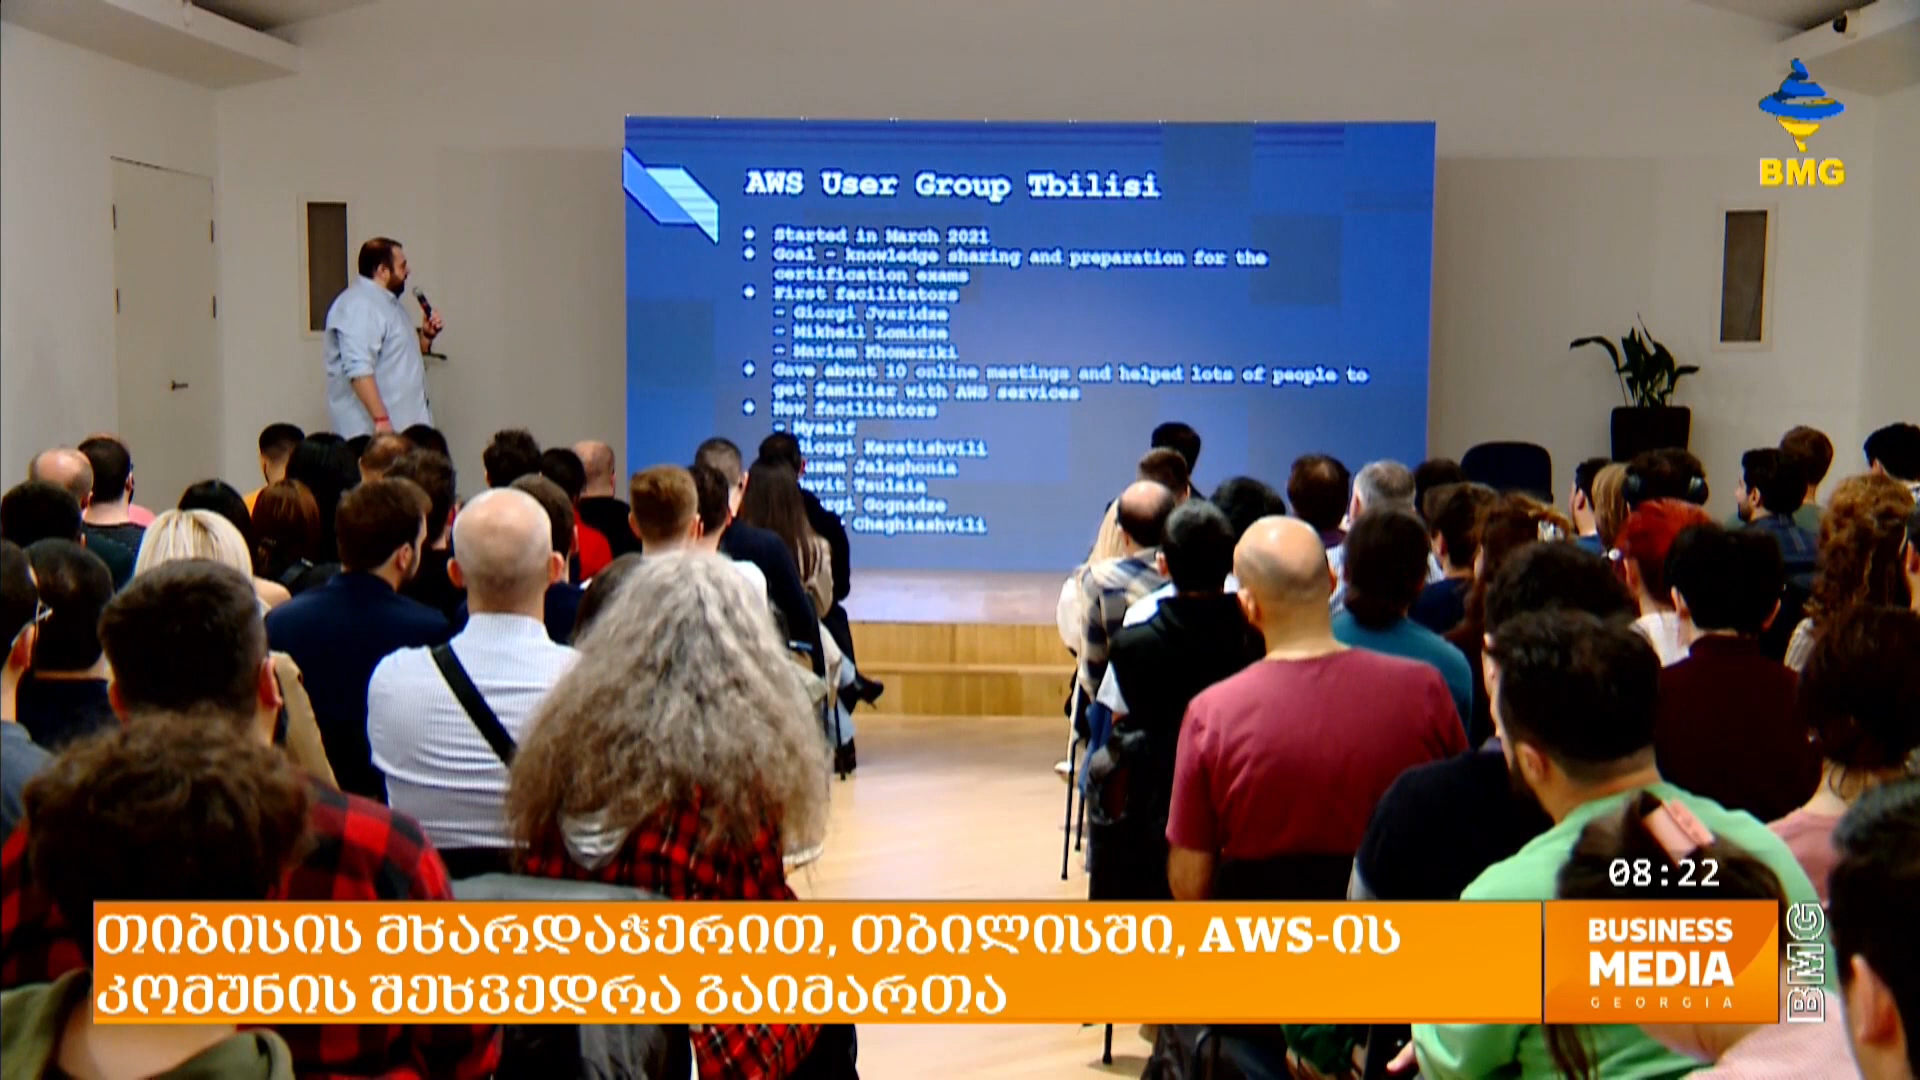 BMG
AWS User Group Tbilisi
Started in March 2021
Goal - knowledge sharing and preparation for the
certification exams
First facilitators
- Giorgi Jvaridze
- Mikheil Lomidze
- Mariam Khomeriki
Gave about 10 online meetings and helped lots of people to
get familiar with AWS services
New facilitators
- Myself
Giorgi Keratishvili
Jalaghonia
Tsulaia
Gognadze
Chaghiashvili
08:22
თიბისის მხარდაჭერით, თბილისში, AWS-ის
კომუნის შეხვედრა გაიმართა
BUSINESS
MEDIA
GEORGIA
BMG